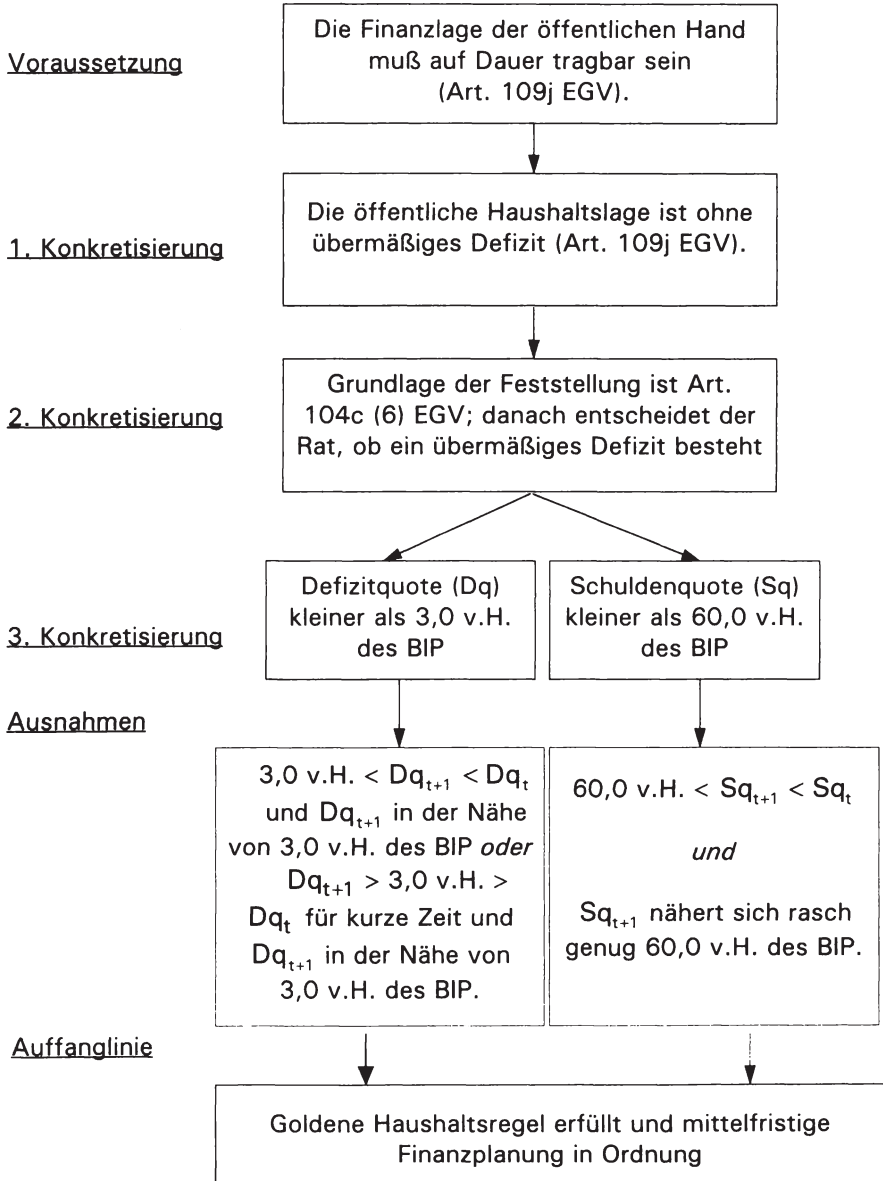 Voraussetzung
Die Finanzlage der öffentlichen Hand
muß auf Dauer tragbar sein
(Art. 109j EGV).
1. Konkretisierung
Die öffentliche Haushaltslage ist ohne
übermäßiges Defizit (Art. 109j EGV).
2. Konkretisierung
Grundlage der Feststellung ist Art.
104c (6) EGV; danach entscheidet der
Rat, ob ein übermäßiges Defizit besteht
3. Konkretisierung
Defizitquote (Dq)
kleiner als 3,0 v.H.
des BIP
Schuldenquote (Sq)
kleiner als 60,0 v.H.
des BIP
Ausnahmen
3,0 v.H. < Dqₜ₊₁ < Dqₜ
und Dqₜ₊₁ in der Nähe
von 3,0 v.H. des BIP oder
Dqₜ₊₁ > 3,0 v.H. >
Dqₜ für kurze Zeit und
Dqₜ₊₁ in der Nähe von
3,0 v.H. des BIP.
60,0 v.H. < Sqₜ₊₁ < Sqₜ
und
Sqₜ₊₁ nähert sich rasch
genug 60,0 v.H. des BIP.
Auffanglinie
Goldene Haushaltsregel erfüllt und mittelfristige
Finanzplanung in Ordnung